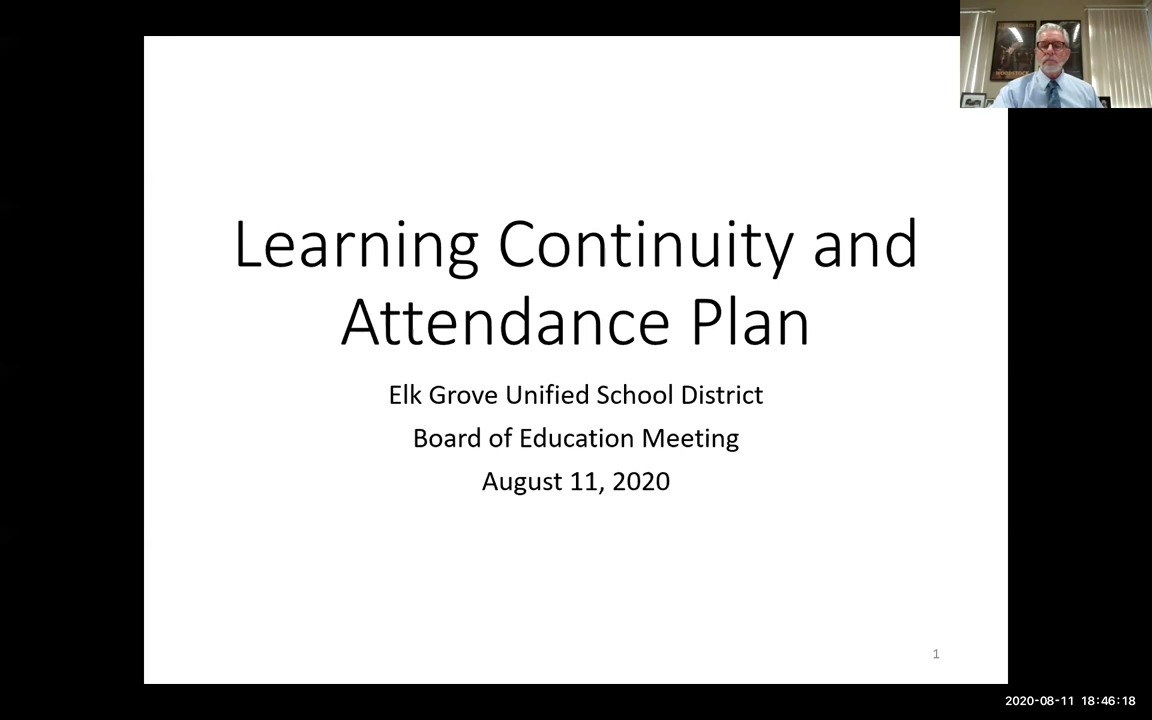 Learning Continuity and
Attendance Plan
Elk Grove Unified School District
Board of Education Meeting
August 11, 2020
1
WOODSTOCK
2020-08-11 18:46:18